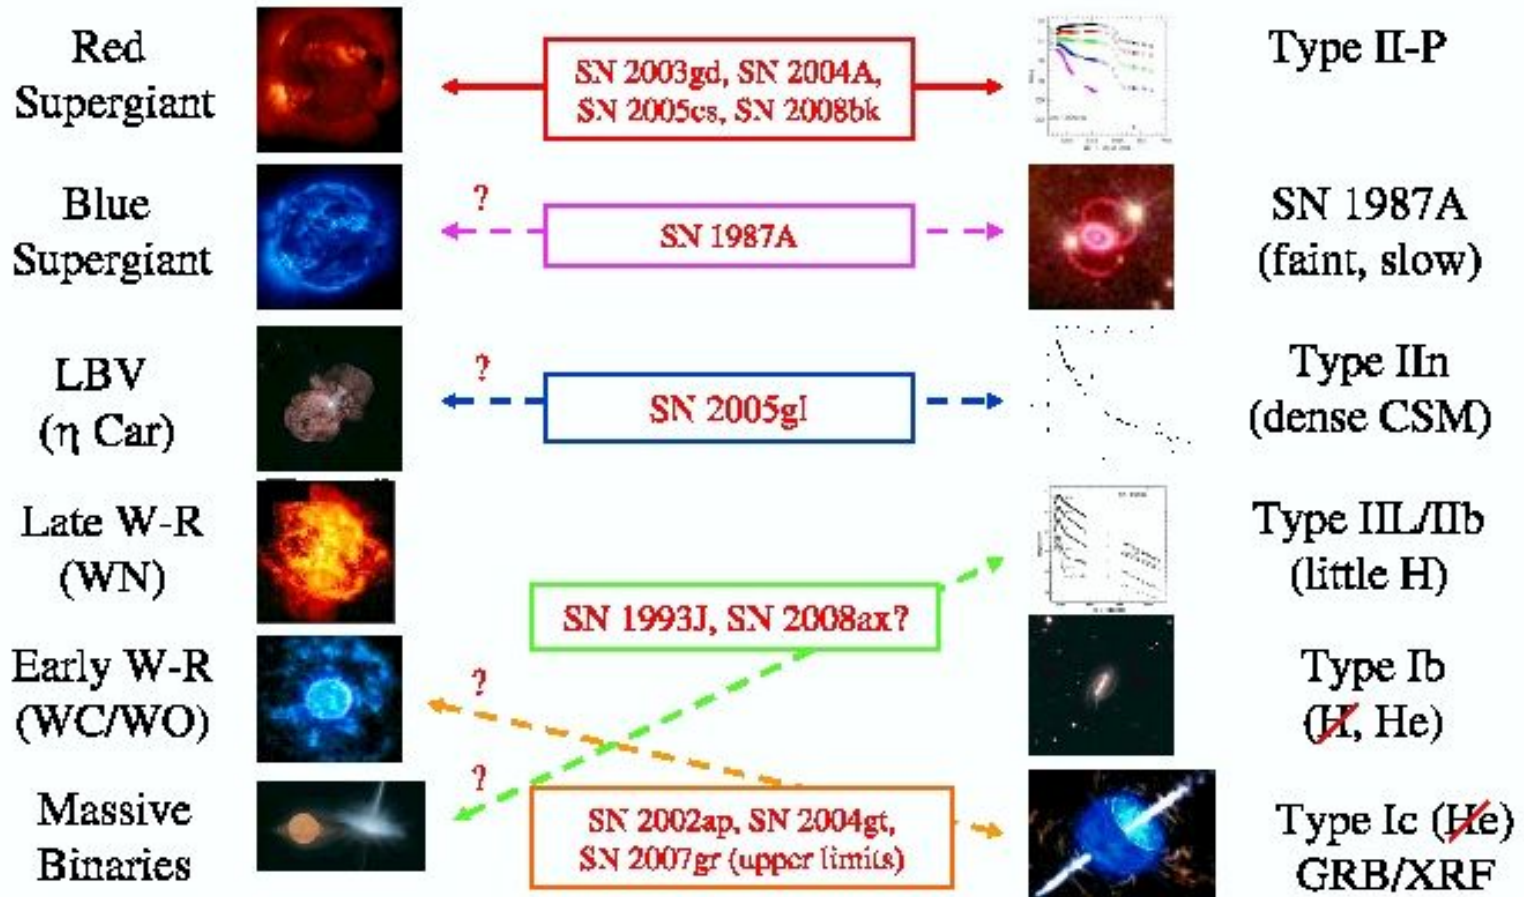 Red
Supergiant
SN 2003gd, SN 2004A,
SN 2005cs, SN 2008bk
Type II-P
Blue
Supergiant
?
SN 1987A
SN 1987A
(faint, slow)
LBV
(η Car)
?
SN 2005gl
Type IIn
(dense CSM)
Late W-R
(WN)
SN 1993J, SN 2008ax?
Type IIL/IIb
(little H)
Early W-R
(WC/WO)
?
Type Ib
(H, He)
Massive
Binaries
?
SN 2002ap, SN 2004gt,
SN 2007gr (upper limits)
Type Ic (He)
GRB/XRF